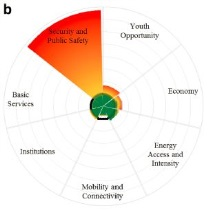 b
Security and
Public Safety
Youth
Opportunity
Economy
Energy
Access and
Intensity
Mobility and
Connectivity
Institutions
Basic
Services